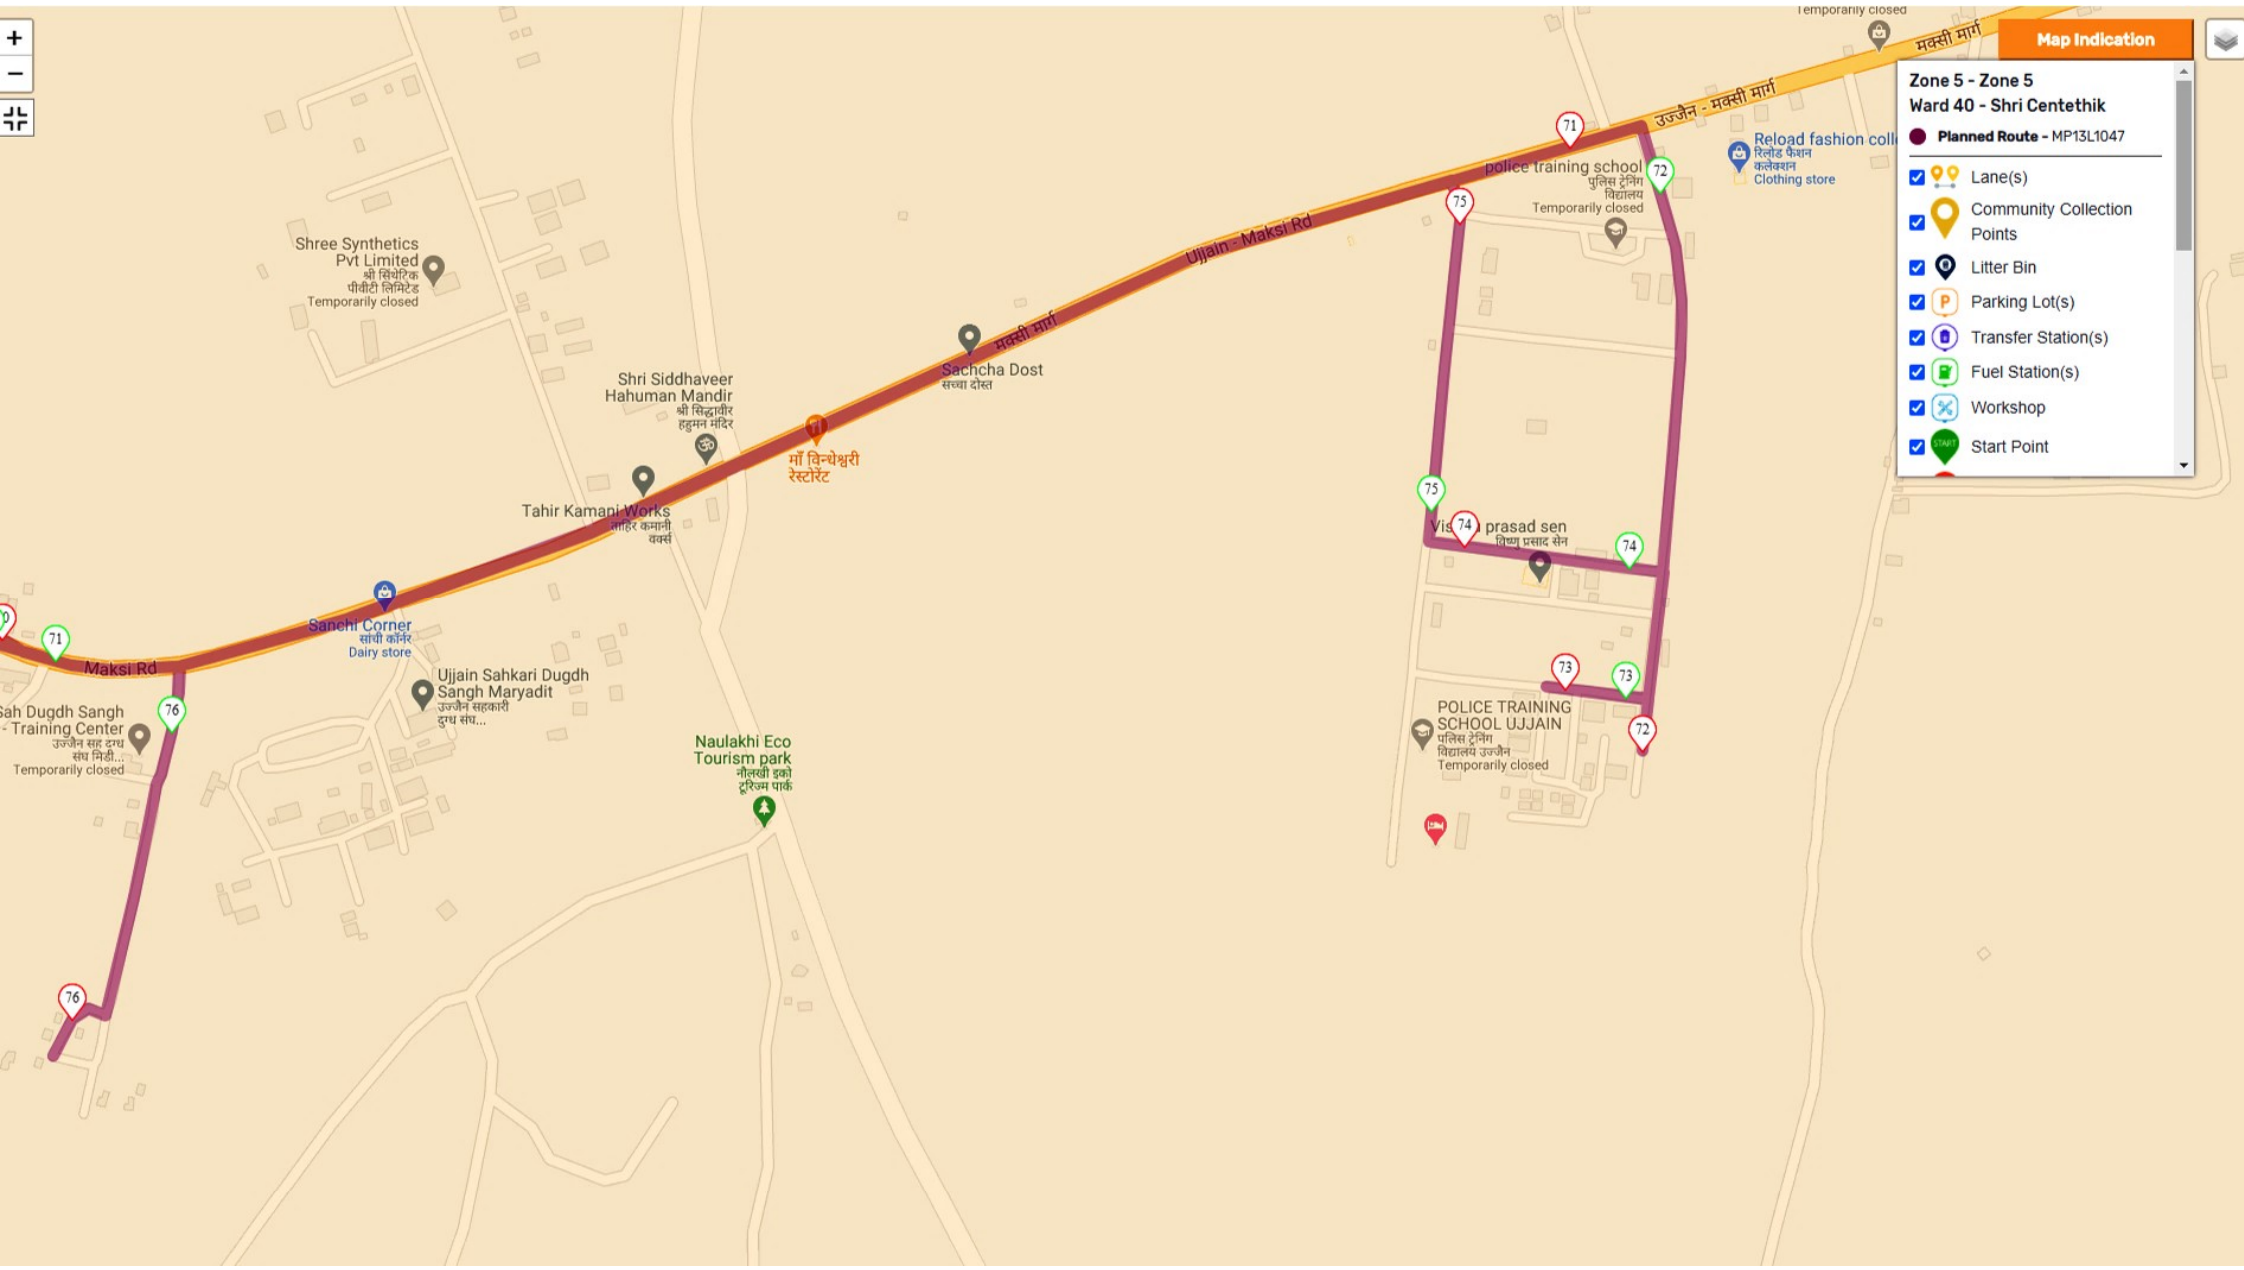 +
−
Temporarily closed
मक्सी मार्ग
Map Indication
Zone 5 - Zone 5
Ward 40 - Shri Centethik
Planned Route - MP13L1047
Lane(s)
Community Collection
Points
Litter Bin
P
Parking Lot(s)
Transfer Station(s)
Fuel Station(s)
Workshop
START
Start Point
उज्जैन - मक्सी मार्ग
71
Reload fashion colle
रिलोड फैशन
कलेक्शन
Clothing store
police training school
पुलिस ट्रेनिंग
विद्यालय
Temporarily closed
72
75
Ujjain - Maksi Rd
Shree Synthetics
Pvt Limited
श्री सिंथेटिक
पीवीटी लिमिटेड
Temporarily closed
मक्सी मार्ग
Sachcha Dost
सच्चा दोस्त
Shri Siddhaveer
Hahuman Mandir
श्री सिद्धावीर
हहुमन मंदिर
ॐ
माँ विन्धेश्वरी
रेस्टोरेंट
Tahir Kamani Works
ताहिर कमानी
वर्क्स
75
74
prasad sen
विष्णु प्रसाद सेन
74
Sanchi Corner
सांची कॉर्नर
Dairy store
71
Maksi Rd
76
Sah Dugdh Sangh
- Training Center
उज्जैन सह दुग्ध
संघ मिडी...
Temporarily closed
Ujjain Sahkari Dugdh
Sangh Maryadit
उज्जैन सहकारी
दुग्ध संघ...
73
73
72
POLICE TRAINING
SCHOOL UJJAIN
पुलिस ट्रेनिंग
विद्यालय उज्जैन
Temporarily closed
Naulakhi Eco
Tourism park
नौलखी इको
टूरिज्म पार्क
76